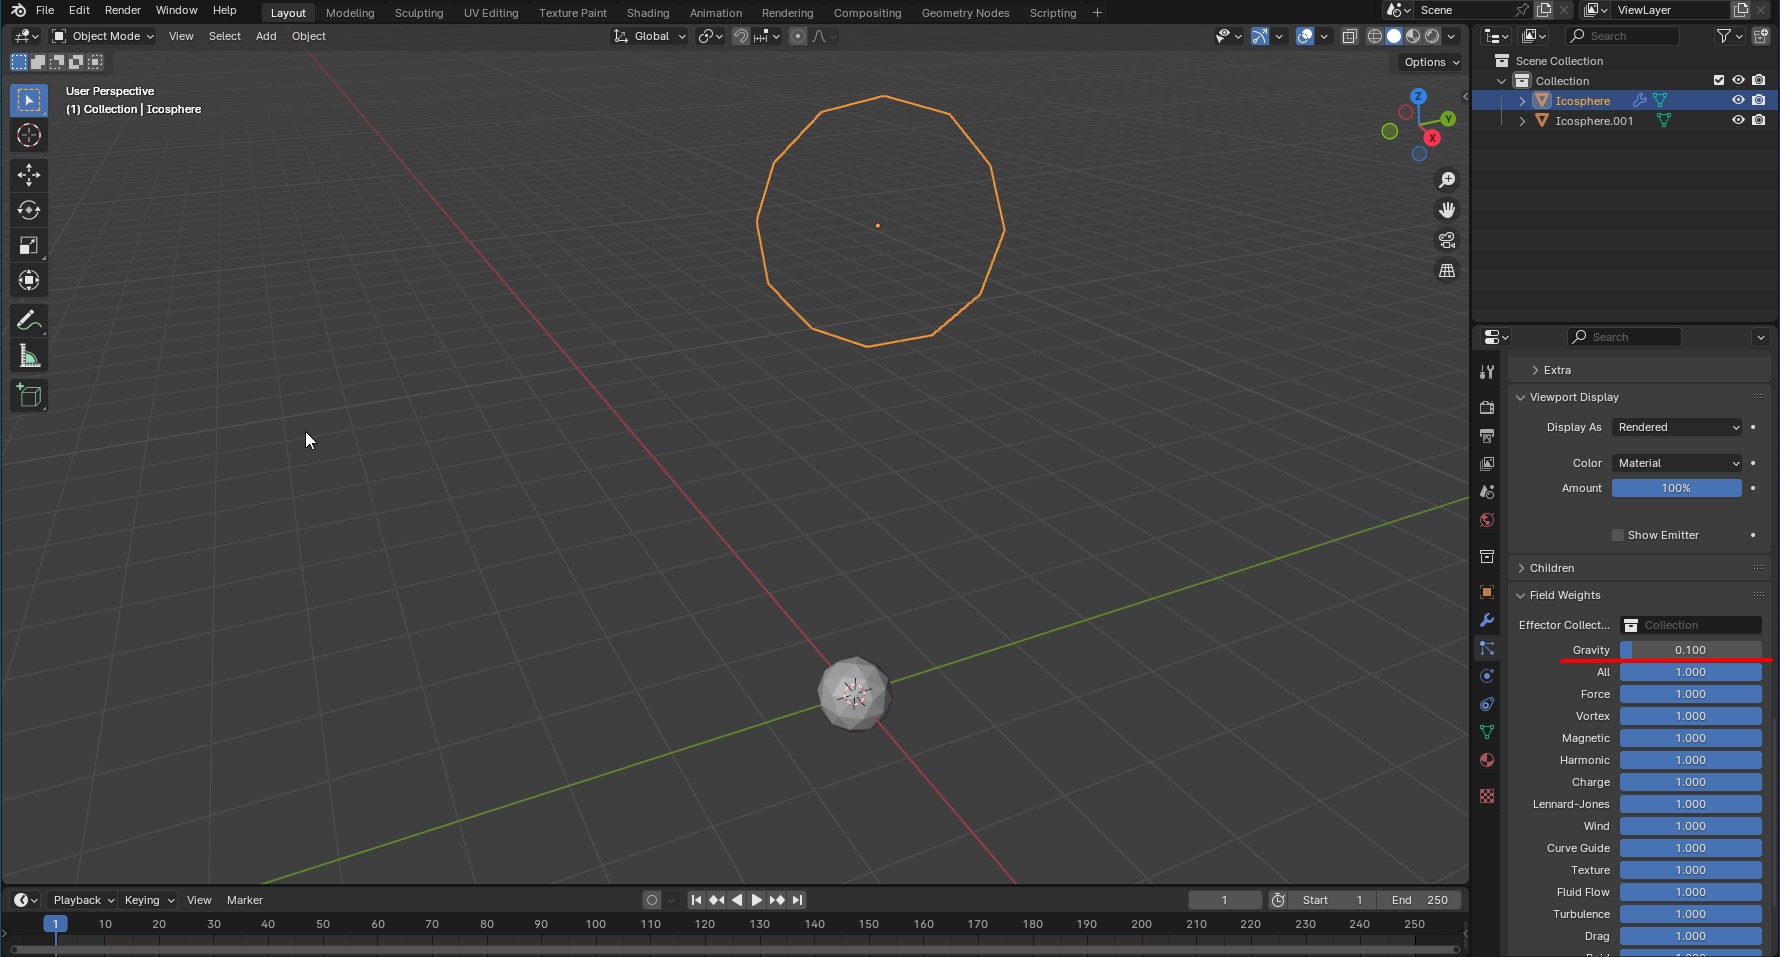 File Edit Render Window Help
Layout Modeling Sculpting UV Editing Texture Paint Shading Animation Rendering Compositing Geometry Nodes Scripting +
Scene ViewLayer
Object Mode View Select Add Object
Global
Options
User Perspective
(1) Collection | Icosphere
Z
Y
X
Search
Scene Collection
Collection
Icosphere
Icosphere.001
Search
Extra
Viewport Display
Display As Rendered
Color Material
Amount 100%
Show Emitter
Children
Field Weights
Effector Collect... Collection
Gravity 0.100
All 1.000
Force 1.000
Vortex 1.000
Magnetic 1.000
Harmonic 1.000
Charge 1.000
Lennard-Jones 1.000
Wind 1.000
Curve Guide 1.000
Texture 1.000
Fluid Flow 1.000
Turbulence 1.000
Drag 1.000
Playback Keying View Marker
1 Start 1 End 250
1 10 20 30 40 50 60 70 80 90 100 110 120 130 140 150 160 170 180 190 200 210 220 230 240 250